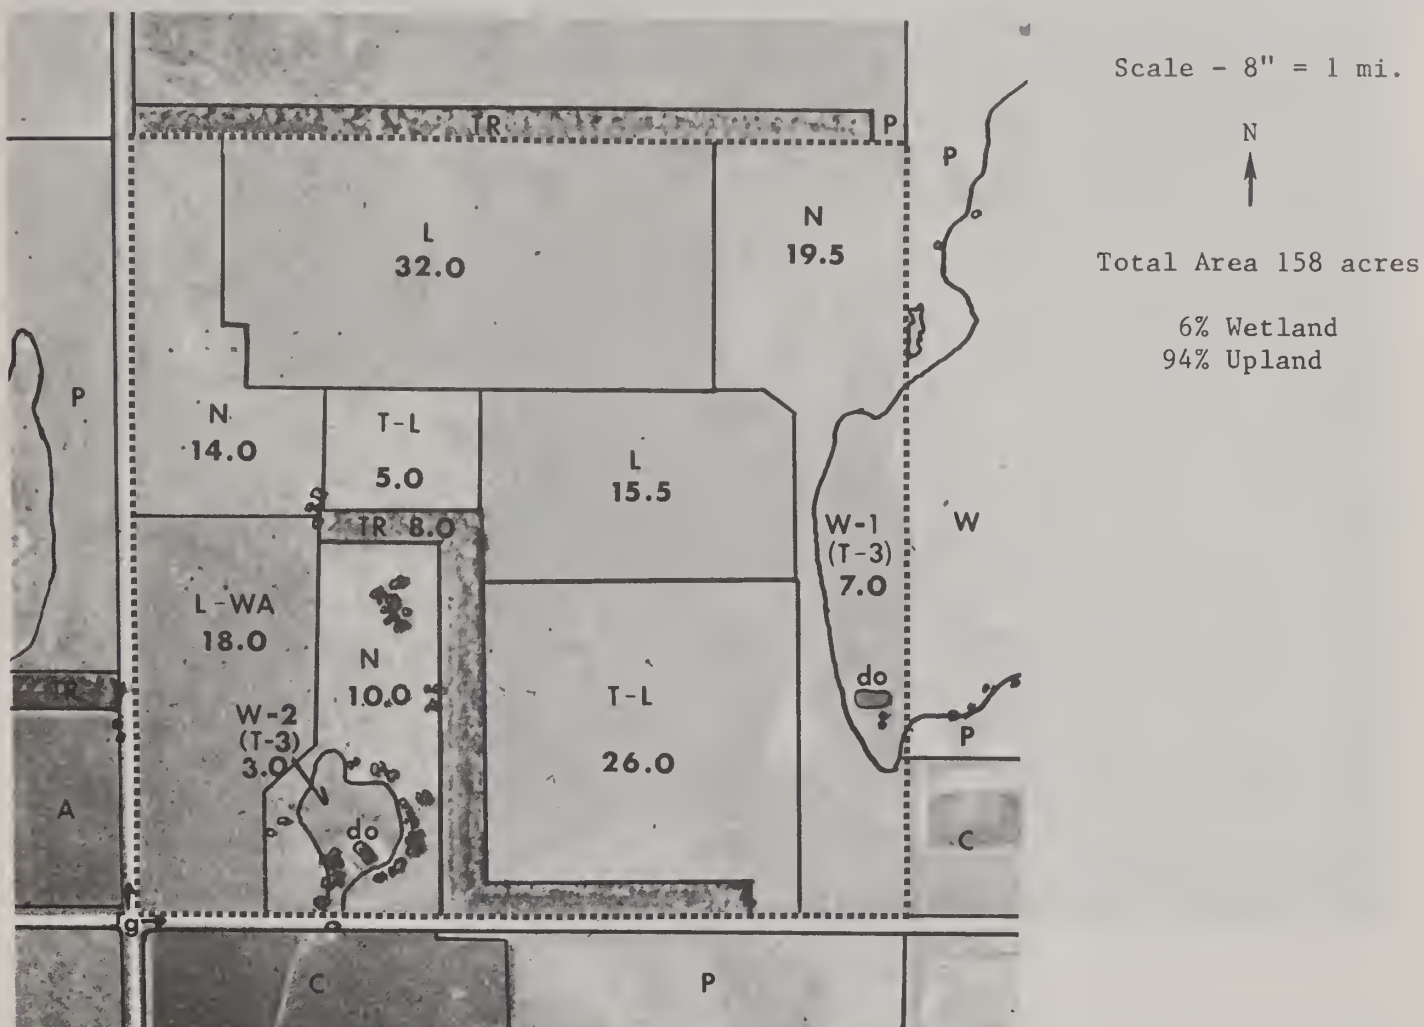 Scale - 8" = 1 mi.
N
Total Area 158 acres
6% Wetland
94% Upland
TR
P
P
L
32.0
N
19.5
P
N
14.0
T-L
5.0
L
15.5
TR 8.0
W-1
(T-3)
7.0
W
L-WA
18.0
N
10.0
T-L
26.0
do
TR
W-2
(T-3)
3.0
P
A
do
C
g
C
P